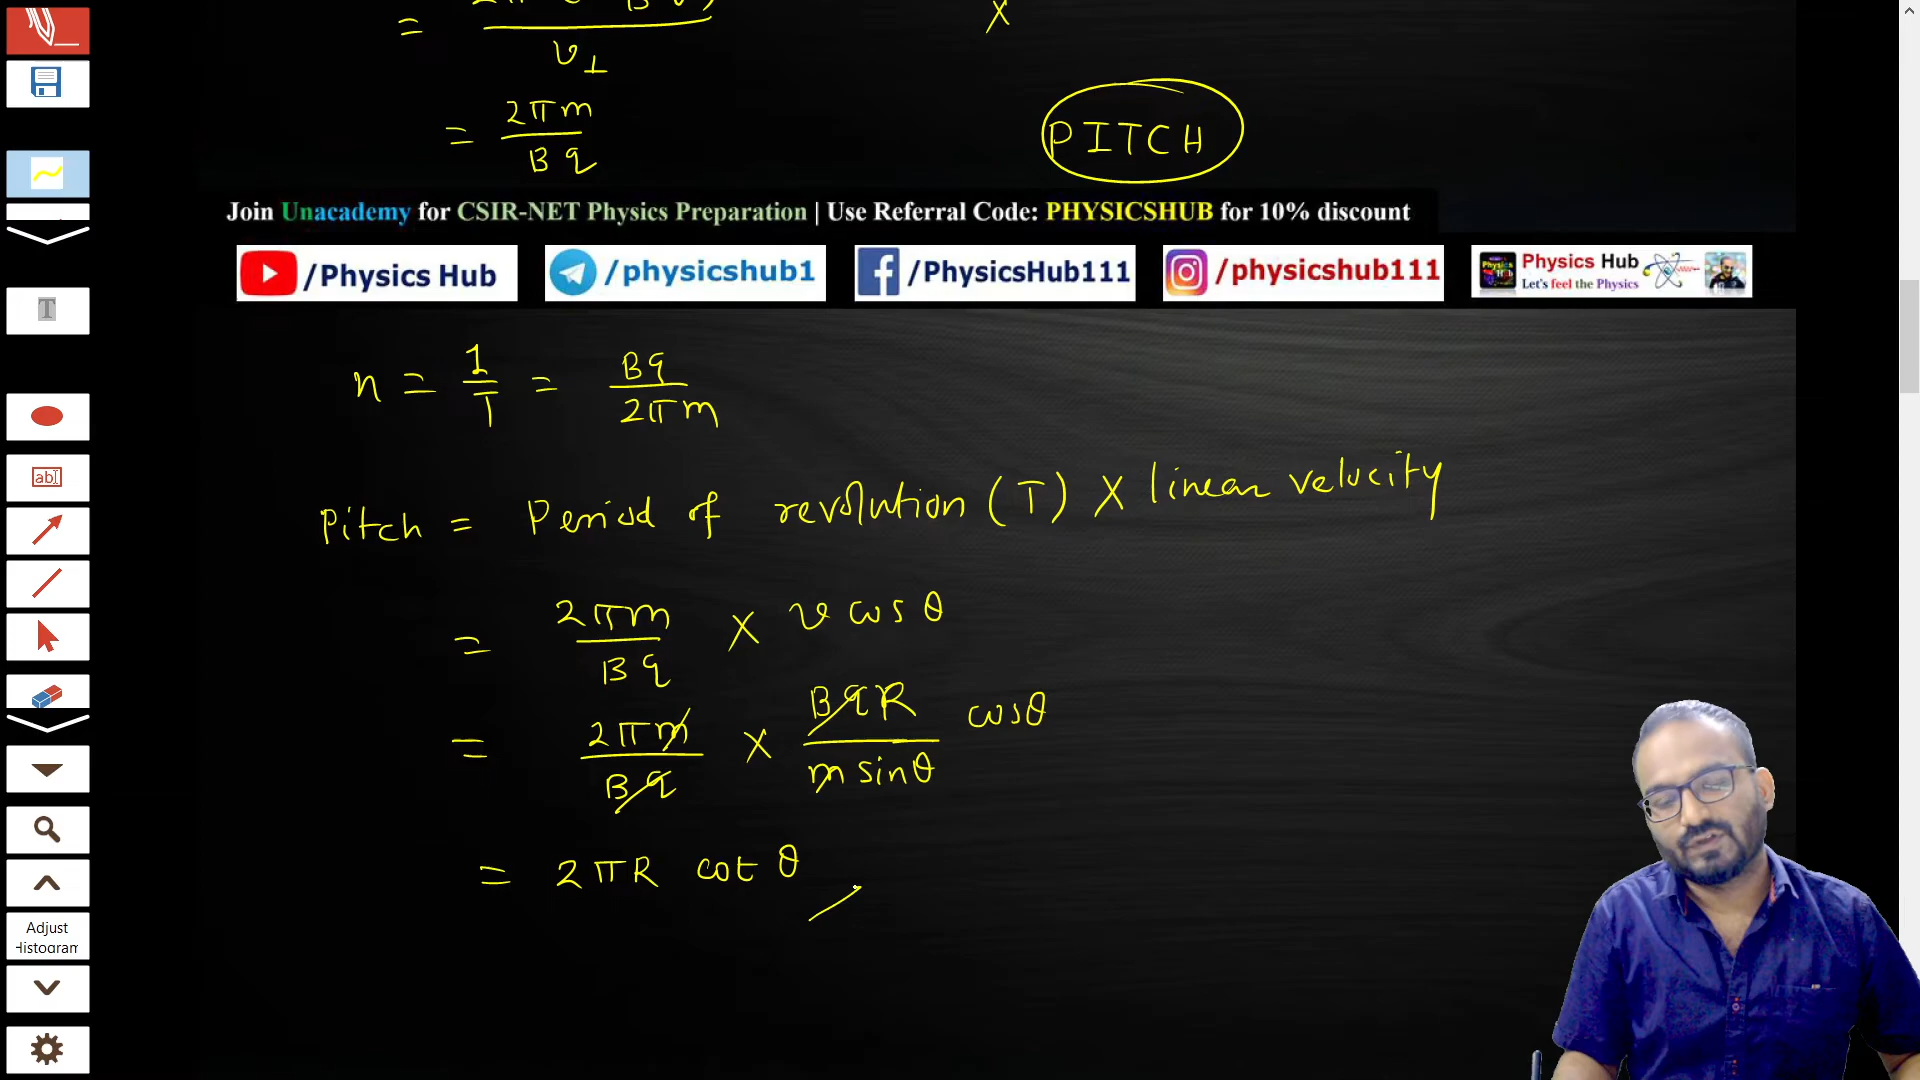 =
v⊥
= 2πm / Bq
X
PITCH
Join Unacademy for CSIR-NET Physics Preparation | Use Referral Code: PHYSICSHUB for 10% discount
/Physics Hub
/physicshub1
/PhysicsHub111
/physicshub111
Physics Hub
Let's feel the Physics
n = 1/T = Bq / 2πm
Pitch = Period of revolution (T) X linear velocity
= 2πm / Bq X v cos θ
= 2πm / Bq X BqR / m sinθ cosθ
= 2πR cot θ
T
ab
Adjust
Histogram